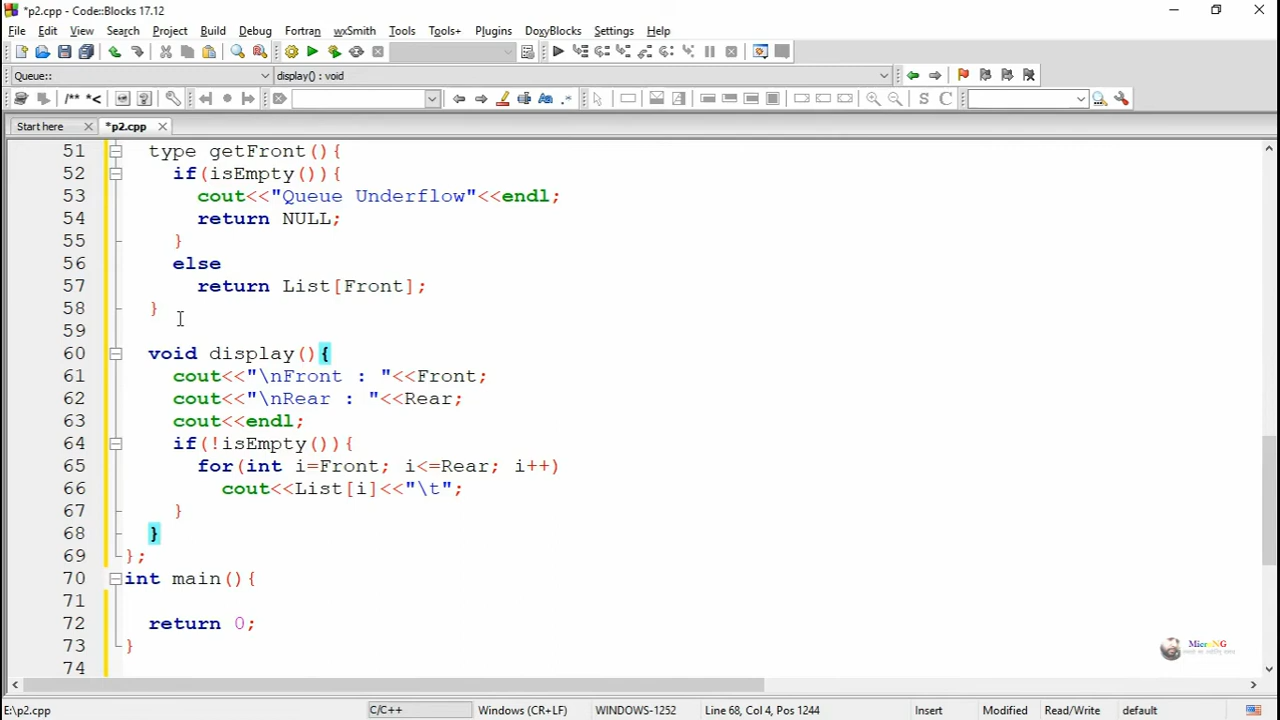 *p2.cpp - Code::Blocks 17.12
File Edit View Search Project Build Debug Fortran wxSmith Tools Tools+ Plugins DoxyBlocks Settings Help
Queue:: display() : void
/** *<
S C
Start here *p2.cpp
51 type getFront(){
52 if(isEmpty()){
53 cout<<"Queue Underflow"<<endl;
54 return NULL;
55 }
56 else
57 return List[Front];
58 }
59
60 void display(){
61 cout<<"\nFront : "<<Front;
62 cout<<"\nRear : "<<Rear;
63 cout<<endl;
64 if(!isEmpty()){
65 for(int i=Front; i<=Rear; i++)
66 cout<<List[i]<<"\t";
67 }
68 }
69 };
70 int main(){
71
72 return 0;
73 }
74
MicroNG
E:\p2.cpp C/C++ Windows (CR+LF) WINDOWS-1252 Line 68, Col 4, Pos 1244 Insert Modified Read/Write default